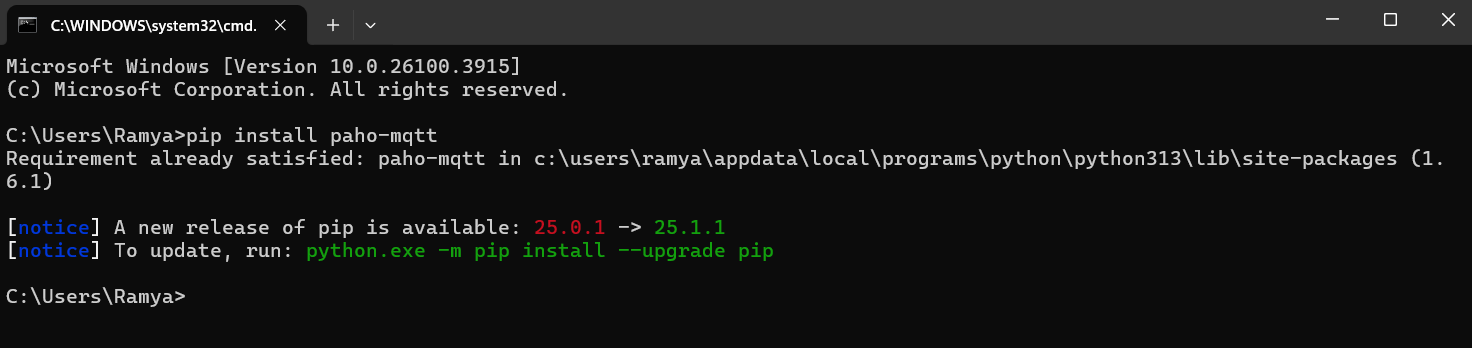 C:\WINDOWS\system32\cmd.
Microsoft Windows [Version 10.0.26100.3915]
(c) Microsoft Corporation. All rights reserved.
C:\Users\Ramya>pip install paho-mqtt
Requirement already satisfied: paho-mqtt in c:\users\ramya\appdata\local\programs\python\python313\lib\site-packages (1.
6.1)
[notice] A new release of pip is available: 25.0.1 -> 25.1.1
[notice] To update, run: python.exe -m pip install --upgrade pip
C:\Users\Ramya>